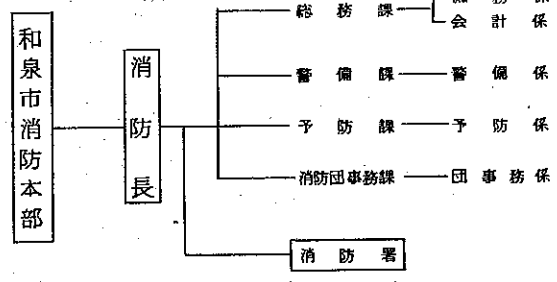 和泉市消防本部
消防長
総務課
会計係
警備課
警備係
予防課
予防係
消防団事務課
団事務係
消防署